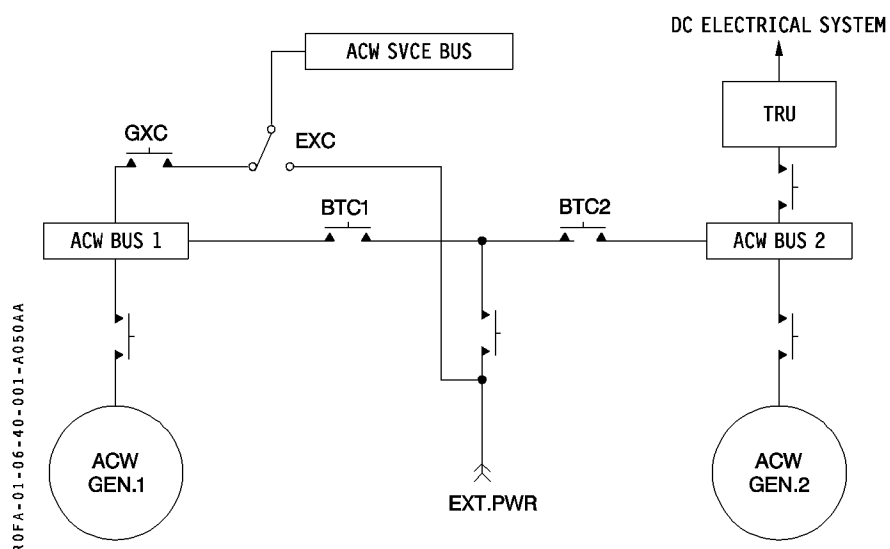 DC ELECTRICAL SYSTEM
ACW SVCE BUS
TRU
GXC
EXC
BTC1
BTC2
ACW BUS 1
ACW BUS 2
ACW
GEN.1
EXT.PWR
ACW
GEN.2
R0FA-01-06-40-001-A050AA